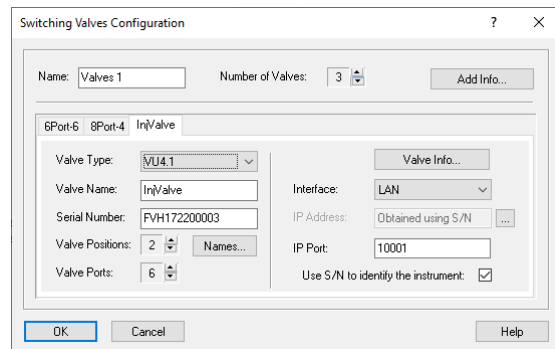 Switching Valves Configuration ? X
Name: Valves 1 Number of Valves: 3 Add Info...
6Port-6 8Port-4 InjValve
Valve Type: VU4.1 Valve Info...
Valve Name: InjValve Interface: LAN
Serial Number: FVH172200003 IP Address: Obtained using S/N ...
Valve Positions: 2 Names... IP Port: 10001
Valve Ports: 6 Use S/N to identify the instrument:
OK Cancel Help